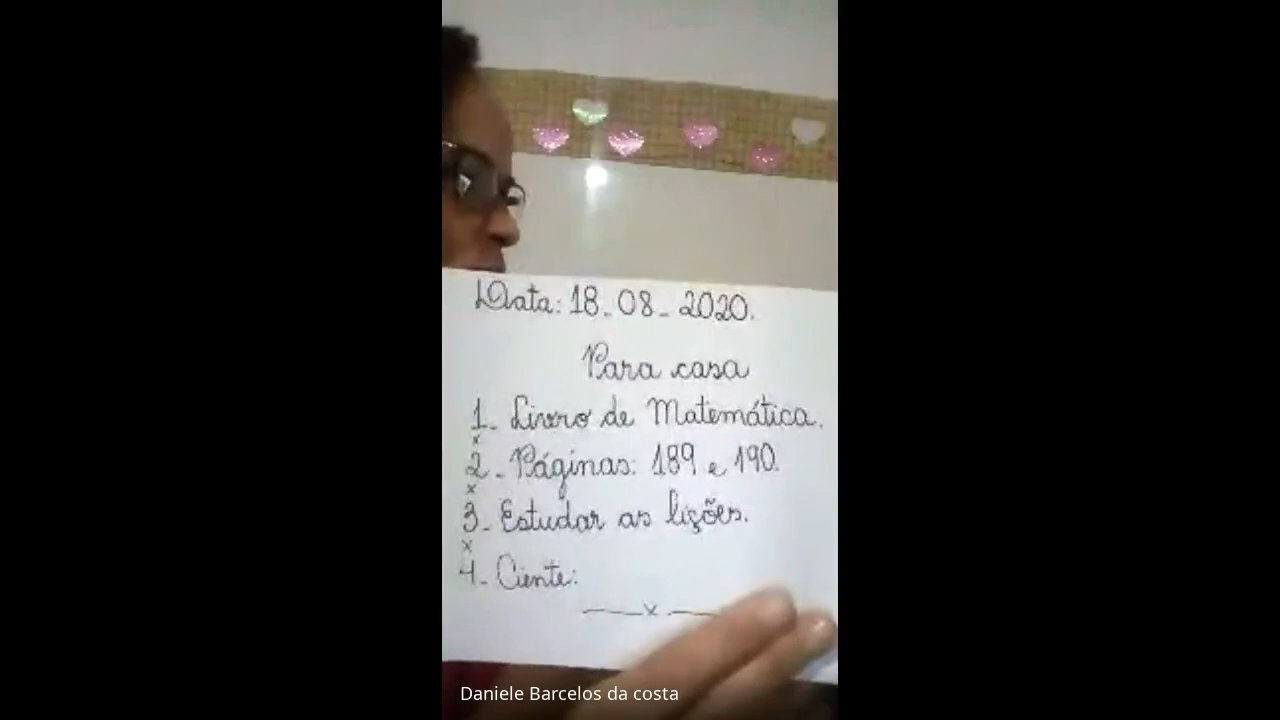 Data: 18-08-2020.
Para casa
1- Livro de Matemática.
x
2- Páginas: 189 e 190.
x
3- Estudar as lições.
x
4- Ciente:
——x——
Daniele Barcelos da costa